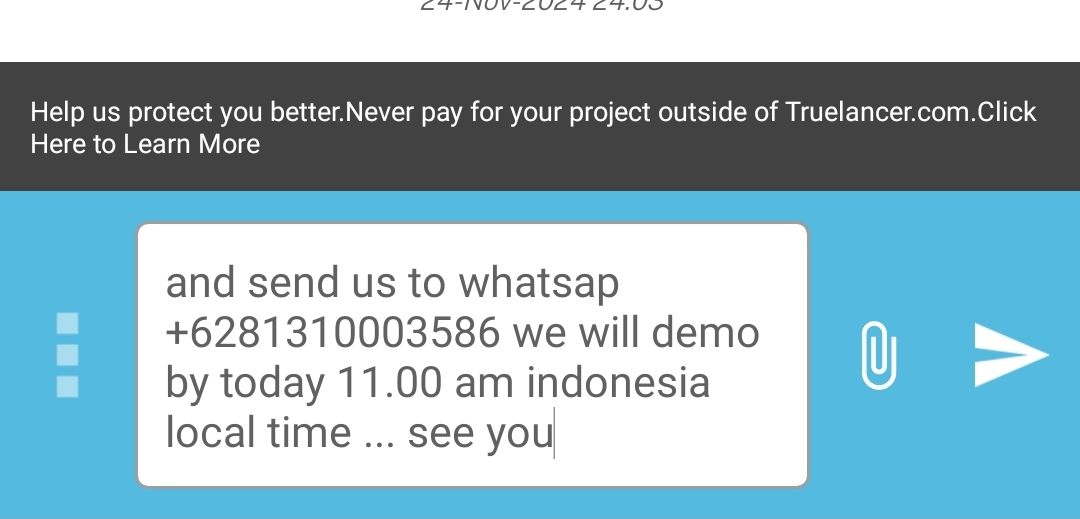 24-Nov-2024 24:03
Help us protect you better.Never pay for your project outside of Truelancer.com.Click
Here to Learn More
and send us to whatsap
+6281310003586 we will demo
by today 11.00 am indonesia
local time ... see you